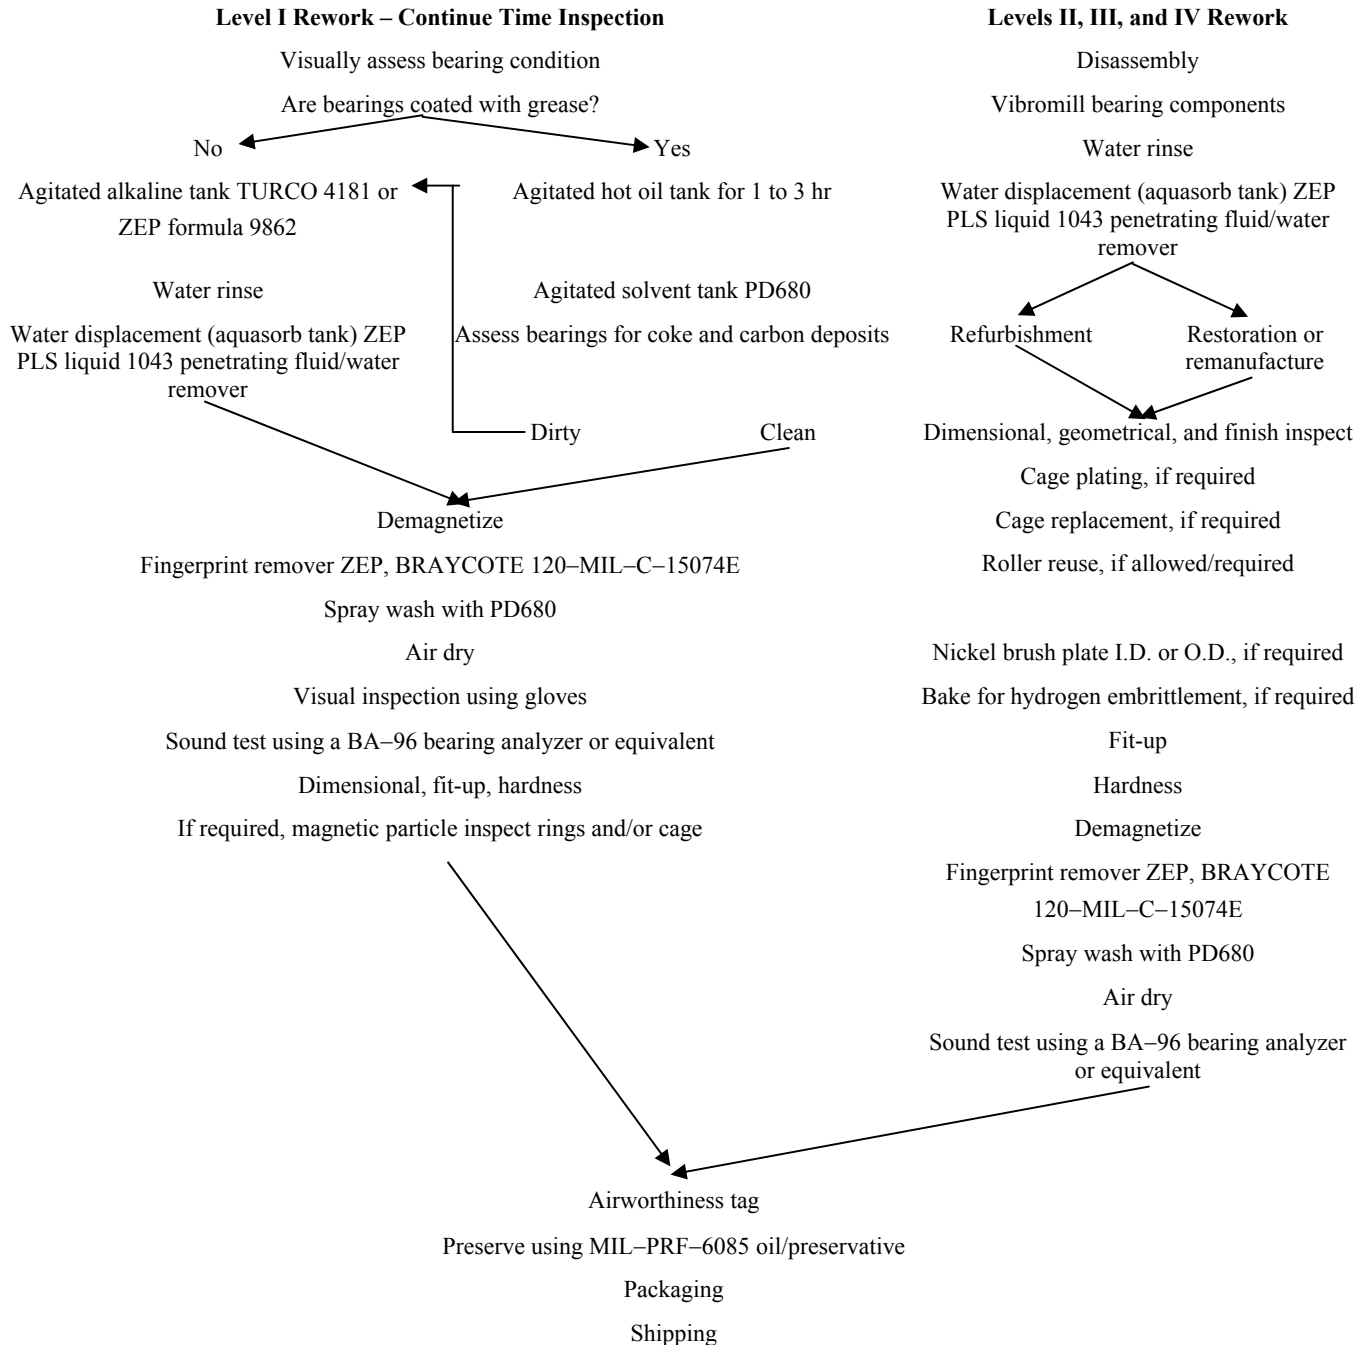 Level I Rework – Continue Time Inspection
Visually assess bearing condition
Are bearings coated with grease?
No
Yes
Agitated alkaline tank TURCO 4181 or
ZEP formula 9862
Agitated hot oil tank for 1 to 3 hr
Water rinse
Agitated solvent tank PD680
Water displacement (aquasorb tank) ZEP
PLS liquid 1043 penetrating fluid/water
remover
Assess bearings for coke and carbon deposits
Dirty
Clean
Demagnetize
Fingerprint remover ZEP, BRAYCOTE 120–MIL–C–15074E
Spray wash with PD680
Air dry
Visual inspection using gloves
Sound test using a BA–96 bearing analyzer or equivalent
Dimensional, fit-up, hardness
If required, magnetic particle inspect rings and/or cage
Levels II, III, and IV Rework
Disassembly
Vibromill bearing components
Water rinse
Water displacement (aquasorb tank) ZEP
PLS liquid 1043 penetrating fluid/water
remover
Refurbishment
Restoration or
remanufacture
Dimensional, geometrical, and finish inspect
Cage plating, if required
Cage replacement, if required
Roller reuse, if allowed/required
Nickel brush plate I.D. or O.D., if required
Bake for hydrogen embrittlement, if required
Fit-up
Hardness
Demagnetize
Fingerprint remover ZEP, BRAYCOTE
120–MIL–C–15074E
Spray wash with PD680
Air dry
Sound test using a BA–96 bearing analyzer
or equivalent
Airworthiness tag
Preserve using MIL–PRF–6085 oil/preservative
Packaging
Shipping